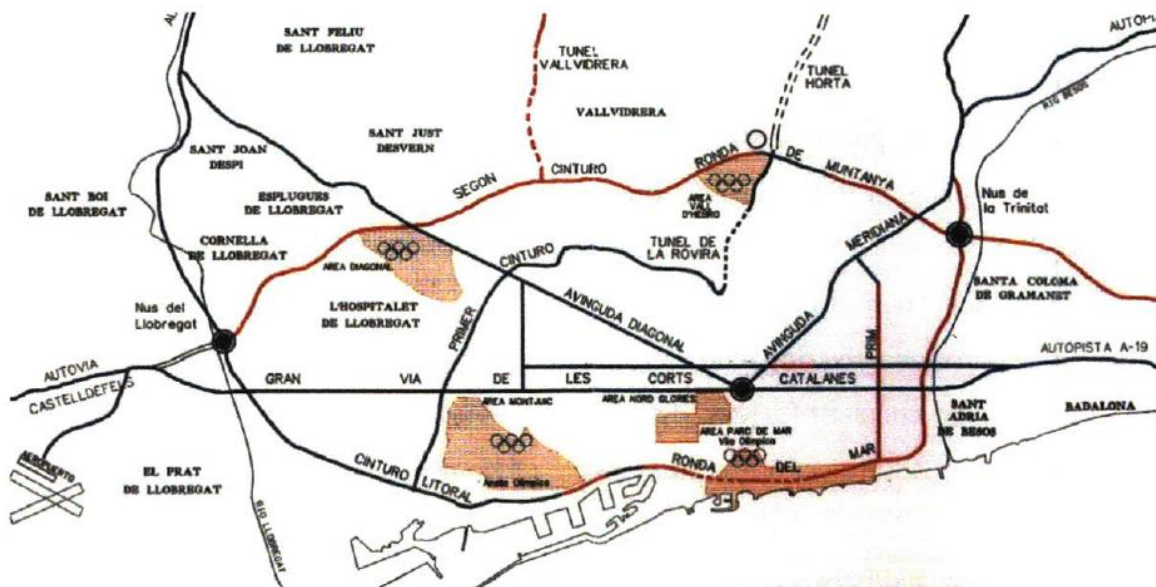 SANT FELIU
DE LLOBREGAT
TUNEL
VALLVIDRERA
TUNEL
HORTA
VALLVIDRERA
RIO BESOS
SANT JUST
DESVERN
SANT JOAN
DESPI
SANT BOI
DE LLOBREGAT
ESPLUGUES
DE LLOBREGAT
SEGON CINTURO
RONDA DE MUNTANYA
AREA
VALL
D'HEBRO
Nus de
la Trinitat
CORNELLA
DE LLOBREGAT
AREA DIAGONAL
PRIMER CINTURO
TUNEL DE
LA ROVIRA
AVINGUDA MERIDIANA
SANTA COLOMA
DE GRAMANET
Nus del
Llobregat
L'HOSPITALET
DE LLOBREGAT
AVINGUDA DIAGONAL
PRIM
AUTOPISTA A-19
AUTOVIA
CASTELLDEFELS
GRAN VIA DE LES CORTS CATALANES
AREA MONTJUIC
AREA NORD GLORIES
SANT
ADRIA
DE BESOS
BADALONA
AREA PARC DE MAR
Vila Olimpica
AEROPUERTO
EL PRAT
DE LLOBREGAT
CINTURO LITORAL
Anella Olimpica
RONDA DEL MAR
RIO LLOBREGAT